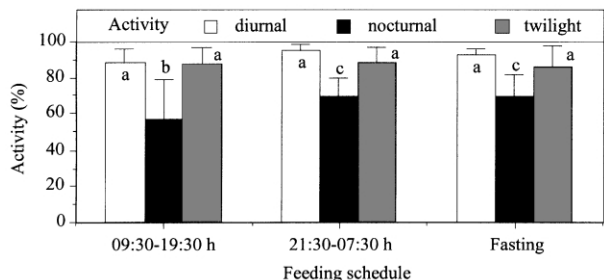 Activity diurnal nocturnal twilight
100
80
60
40
20
0
Activity (%)
a b a
a c a
a c a
09:30-19:30 h 21:30-07:30 h Fasting
Feeding schedule